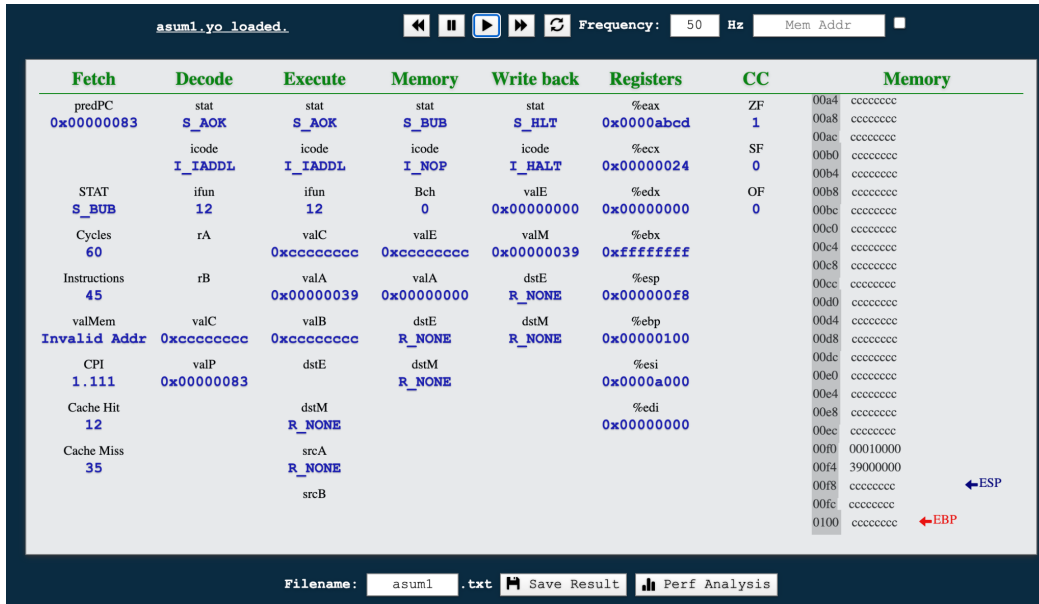 asum1.yo loaded.
Frequency: 50 Hz Mem Addr
Fetch Decode Execute Memory Write back Registers CC Memory
predPC stat stat stat stat %eax ZF
0x00000083 S_AOK S_AOK S_BUB S_HLT 0x0000abcd 1
icode icode icode icode %ecx SF
I_IADDL I_IADDL I_NOP I_HALT 0x00000024 0
STAT ifun ifun Bch valE %edx OF
S_BUB 12 12 0 0x00000000 0x00000000 0
Cycles rA valC valE valM %ebx
60 0xcccccccc 0xcccccccc 0x00000039 0xffffffff
Instructions rB valA valA dstE %esp
45 0x00000039 0x00000000 R_NONE 0x000000f8
valMem valC valB dstE dstM %ebp
Invalid Addr 0xcccccccc 0xcccccccc R_NONE R_NONE 0x00000100
CPI valP dstE dstM %esi
1.111 0x00000083 R_NONE 0x0000a000
Cache Hit dstM %edi
12 R_NONE 0x00000000
Cache Miss srcA
35 R_NONE
srcB
00a4 cccccccc
00a8 cccccccc
00ac cccccccc
00b0 cccccccc
00b4 cccccccc
00b8 cccccccc
00bc cccccccc
00c0 cccccccc
00c4 cccccccc
00c8 cccccccc
00cc cccccccc
00d0 cccccccc
00d4 cccccccc
00d8 cccccccc
00dc cccccccc
00e0 cccccccc
00e4 cccccccc
00e8 cccccccc
00ec cccccccc
00f0 00010000
00f4 39000000
00f8 cccccccc ESP
00fc cccccccc
0100 cccccccc EBP
Filename: asum1 .txt Save Result Perf Analysis